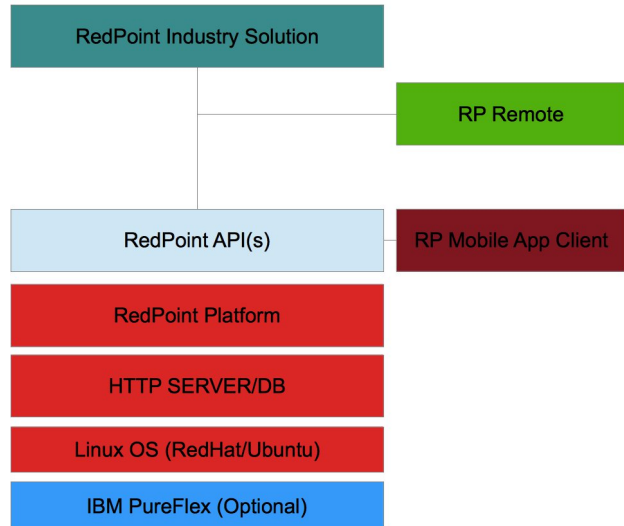 RedPoint Industry Solution
RP Remote
RedPoint API(s)
RP Mobile App Client
RedPoint Platform
HTTP SERVER/DB
Linux OS (RedHat/Ubuntu)
IBM PureFlex (Optional)